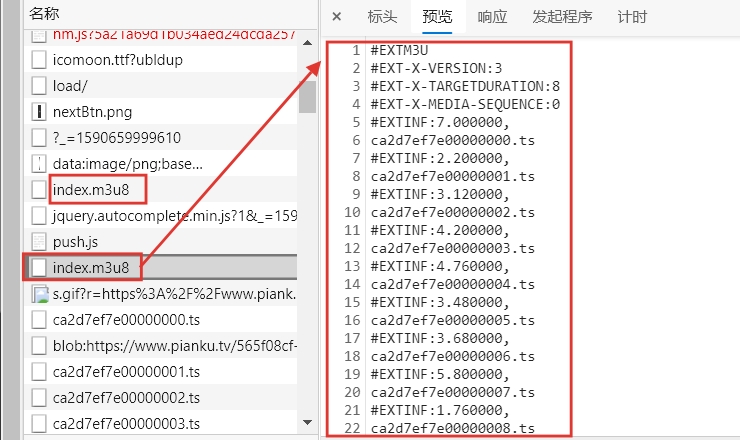 名称
hm.js?5a21a69d1b034aed24dcda257...
icomoon.ttf?ubldup
load/
nextBtn.png
?_=1590659999610
data:image/png;base...
index.m3u8
jquery.autocomplete.min.js?1&_=159
push.js
index.m3u8
s.gif?r=https%3A%2F%2Fwww.piank.
ca2d7ef7e00000000.ts
blob:https://www.pianku.tv/565f08cf-
ca2d7ef7e00000001.ts
ca2d7ef7e00000002.ts
ca2d7ef7e00000003.ts
× 标头 预览 响应 发起程序 计时
1 #EXTM3U
2 #EXT-X-VERSION:3
3 #EXT-X-TARGETDURATION:8
4 #EXT-X-MEDIA-SEQUENCE:0
5 #EXTINF:7.000000,
6 ca2d7ef7e00000000.ts
7 #EXTINF:2.200000,
8 ca2d7ef7e00000001.ts
9 #EXTINF:3.120000,
10 ca2d7ef7e00000002.ts
11 #EXTINF:4.200000,
12 ca2d7ef7e00000003.ts
13 #EXTINF:4.760000,
14 ca2d7ef7e00000004.ts
15 #EXTINF:3.480000,
16 ca2d7ef7e00000005.ts
17 #EXTINF:3.680000,
18 ca2d7ef7e00000006.ts
19 #EXTINF:5.800000,
20 ca2d7ef7e00000007.ts
21 #EXTINF:1.760000,
22 ca2d7ef7e00000008.ts